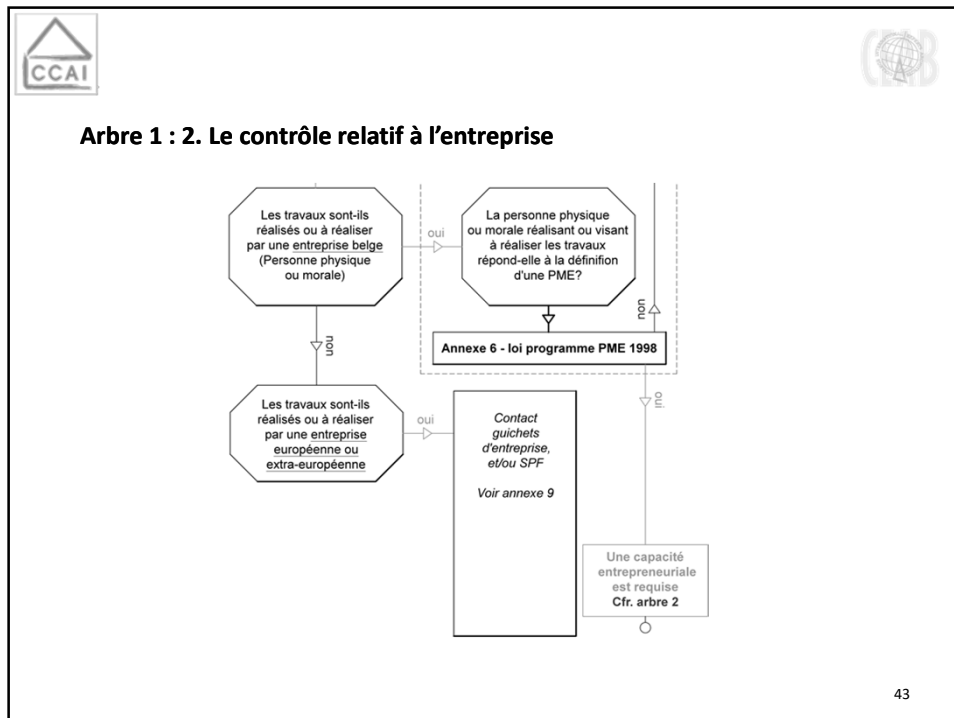 CCAI
Arbre 1 : 2. Le contrôle relatif à l’entreprise
Les travaux sont-ils
réalisés ou à réaliser
par une entreprise belge
(Personne physique
ou morale)
oui
La personne physique
ou morale réalisant ou visant
à réaliser les travaux
répond-elle à la définifion
d'une PME?
non
Annexe 6 - loi programme PME 1998
non
oui
Les travaux sont-ils
réalisés ou à réaliser
par une entreprise
européenne ou
extra-européenne
oui
Contact
guichets
d'entreprise,
et/ou SPF
Voir annexe 9
Une capacité
entrepreneuriale
est requise
Cfr. arbre 2
43